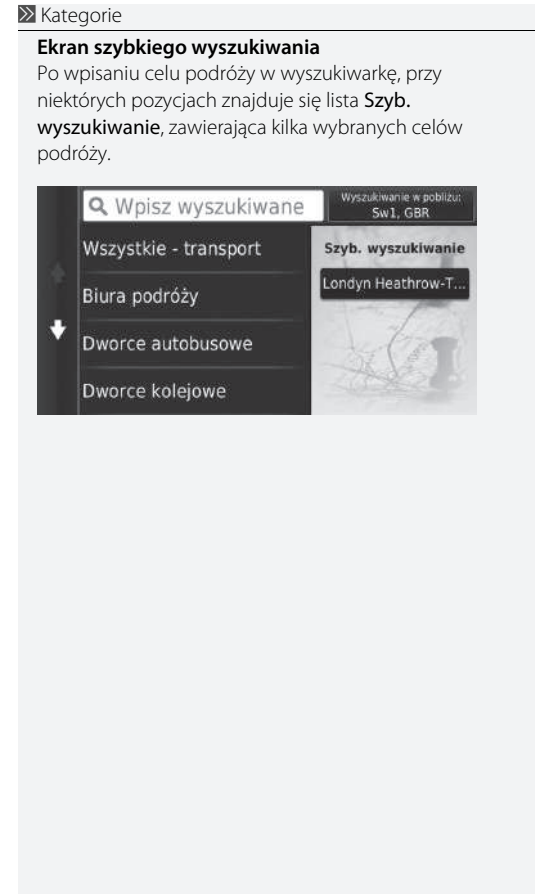 Kategorie
Ekran szybkiego wyszukiwania
Po wpisaniu celu podróży w wyszukiwarkę, przy
niektórych pozycjach znajduje się lista Szyb.
wyszukiwanie, zawierająca kilka wybranych celów
podróży.
Wpisz wyszukiwane
Wyszukiwanie w pobliżu:
Sw1, GBR
Wszystkie - transport
Szyb. wyszukiwanie
Biura podróży
Londyn Heathrow-T...
Dworce autobusowe
Dworce kolejowe